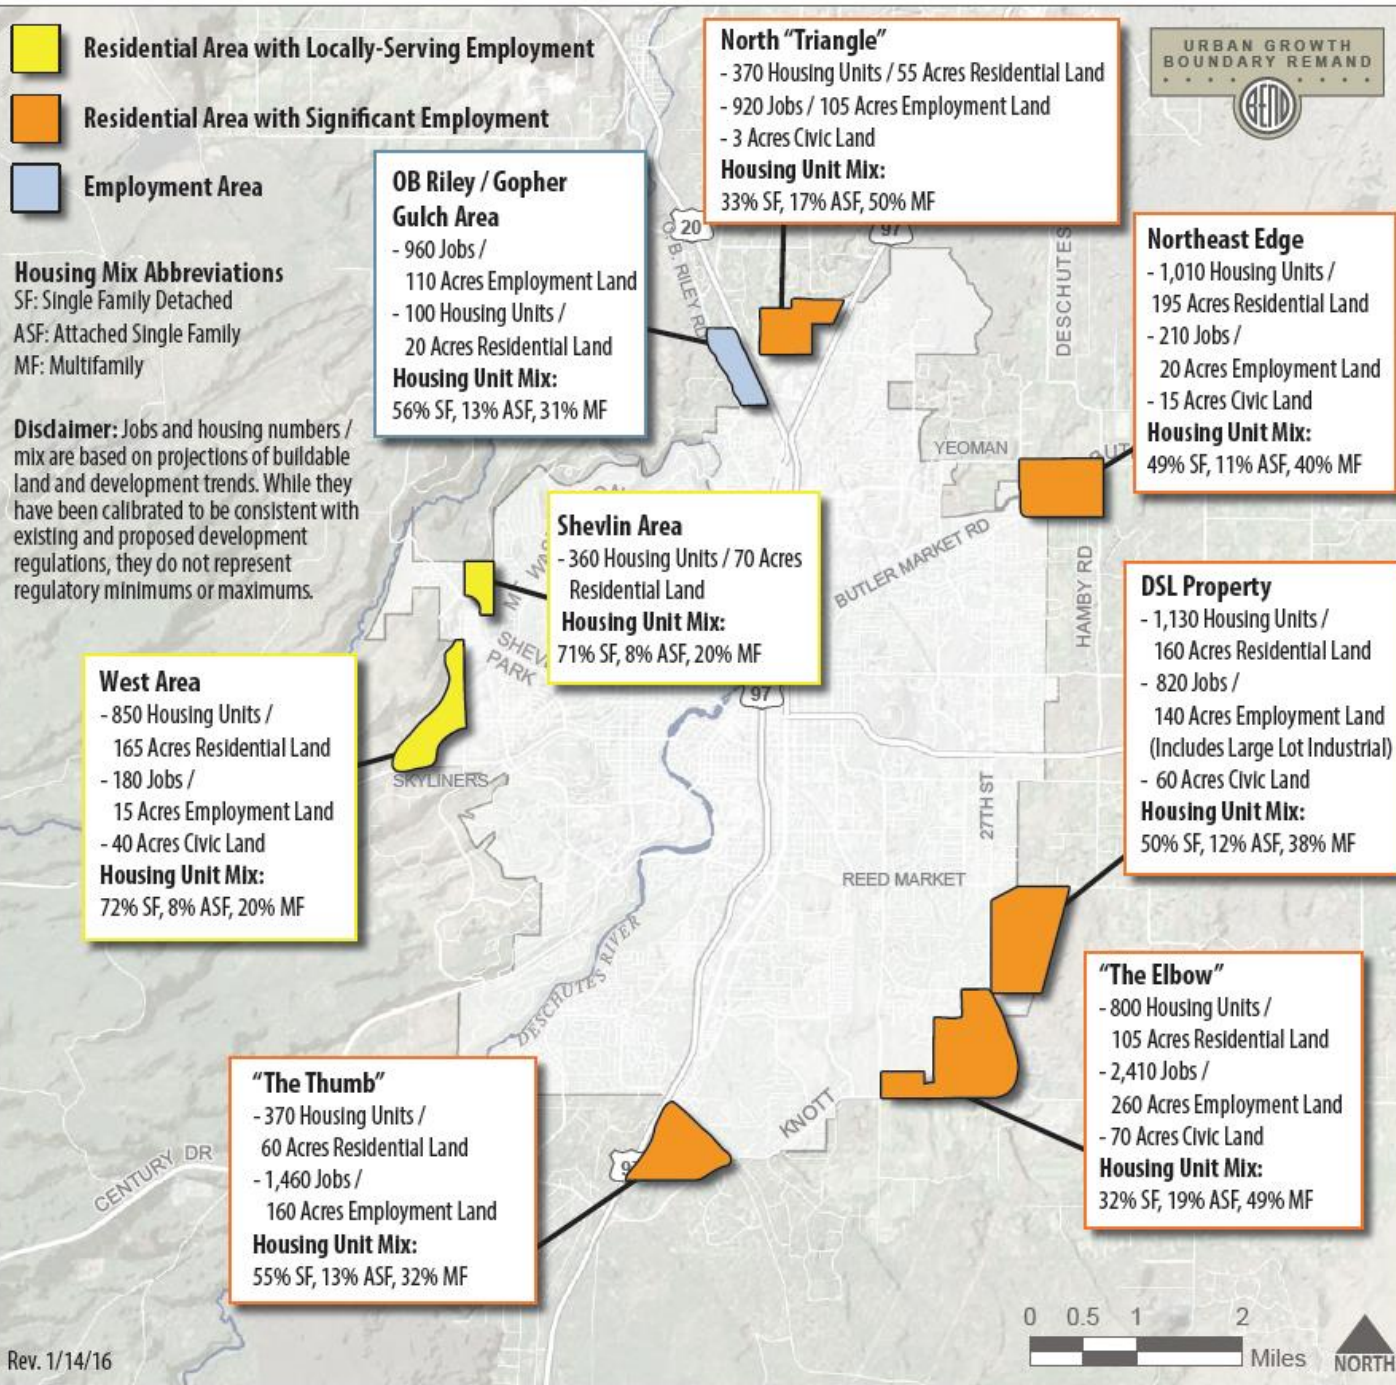 Residential Area with Locally-Serving Employment
Residential Area with Significant Employment
Employment Area
Housing Mix Abbreviations
SF: Single Family Detached
ASF: Attached Single Family
MF: Multifamily
Disclaimer: Jobs and housing numbers /
mix are based on projections of buildable
land and development trends. While they
have been calibrated to be consistent with
existing and proposed development
regulations, they do not represent
regulatory minimums or maximums.
OB Riley / Gopher
Gulch Area
- 960 Jobs /
110 Acres Employment Land
- 100 Housing Units /
20 Acres Residential Land
Housing Unit Mix:
56% SF, 13% ASF, 31% MF
North “Triangle”
- 370 Housing Units / 55 Acres Residential Land
- 920 Jobs / 105 Acres Employment Land
- 3 Acres Civic Land
Housing Unit Mix:
33% SF, 17% ASF, 50% MF
URBAN GROWTH
BOUNDARY REMAND
BEND
Northeast Edge
- 1,010 Housing Units /
195 Acres Residential Land
- 210 Jobs /
20 Acres Employment Land
- 15 Acres Civic Land
Housing Unit Mix:
49% SF, 11% ASF, 40% MF
Shevlin Area
- 360 Housing Units / 70 Acres
Residential Land
Housing Unit Mix:
71% SF, 8% ASF, 20% MF
DSL Property
- 1,130 Housing Units /
160 Acres Residential Land
- 820 Jobs /
140 Acres Employment Land
(Includes Large Lot Industrial)
- 60 Acres Civic Land
Housing Unit Mix:
50% SF, 12% ASF, 38% MF
West Area
- 850 Housing Units /
165 Acres Residential Land
- 180 Jobs /
15 Acres Employment Land
- 40 Acres Civic Land
Housing Unit Mix:
72% SF, 8% ASF, 20% MF
“The Elbow”
- 800 Housing Units /
105 Acres Residential Land
- 2,410 Jobs /
260 Acres Employment Land
- 70 Acres Civic Land
Housing Unit Mix:
32% SF, 19% ASF, 49% MF
“The Thumb”
- 370 Housing Units /
60 Acres Residential Land
- 1,460 Jobs /
160 Acres Employment Land
Housing Unit Mix:
55% SF, 13% ASF, 32% MF
20
97
O. B. RILEY RD
DESCHUTES
YEOMAN
BUTLER MARKET RD
HAMBY RD
MT
PARK
97
SKYLINERS
27TH ST
REED MARKET
DESCHUTES RIVER
KNOTT
CENTURY DR
0 0.5 1 2
Miles
NORTH
Rev. 1/14/16